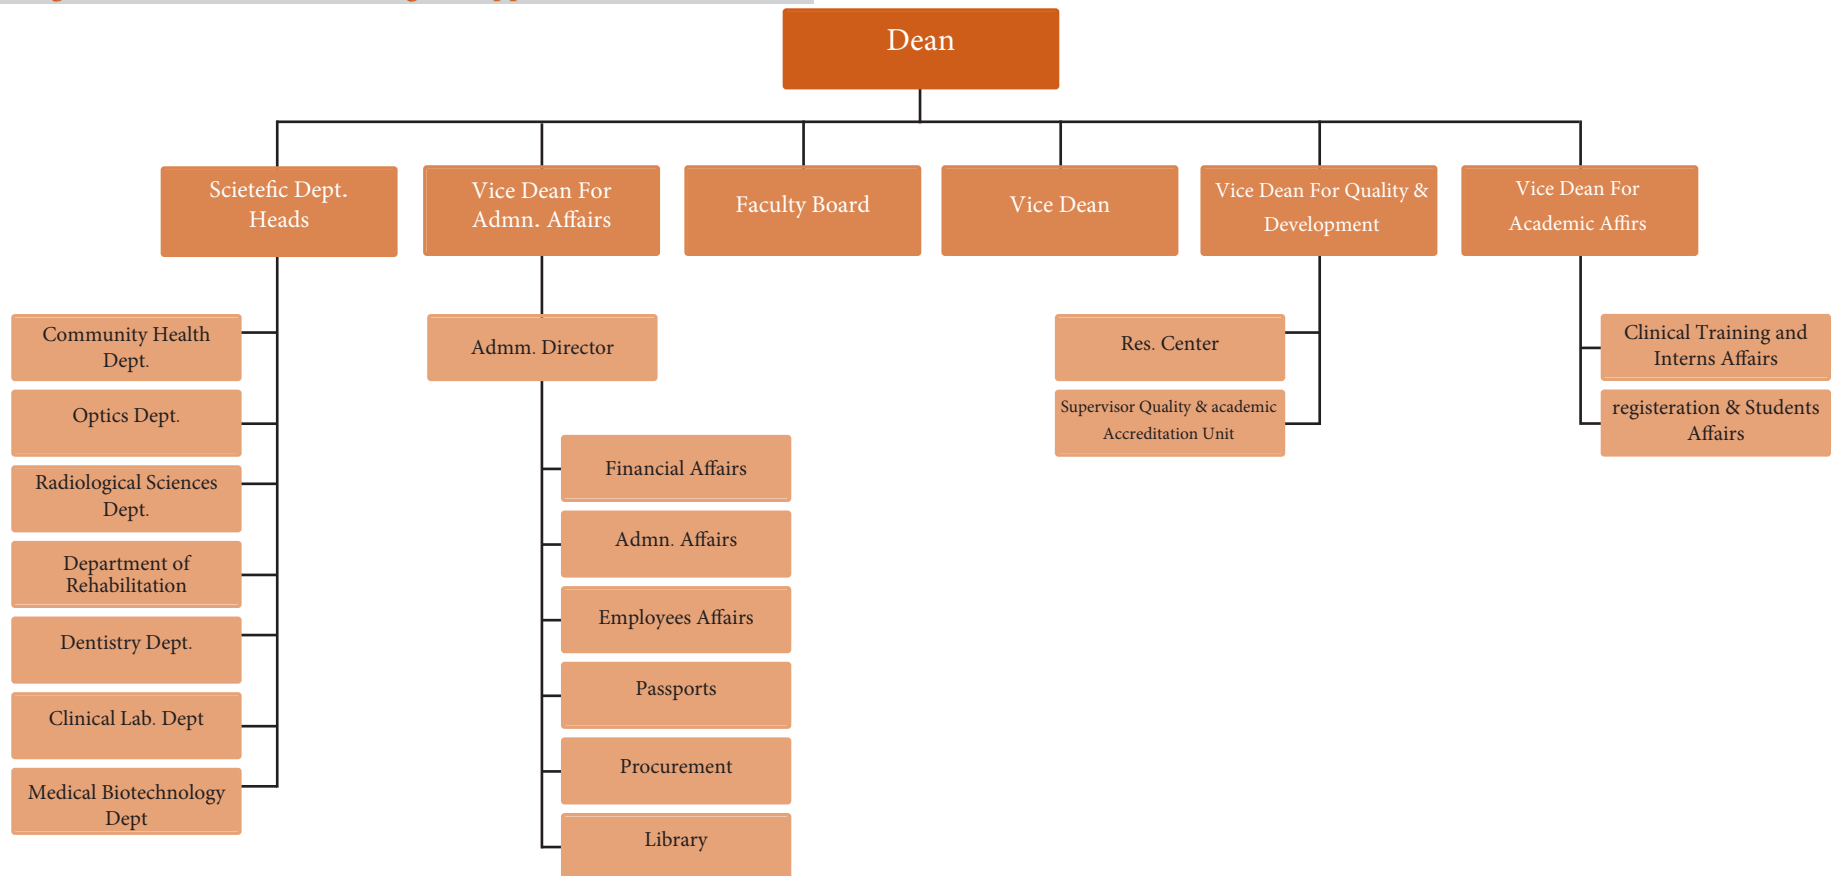 Dean
Scietefic Dept.
Heads
Vice Dean For
Admn. Affairs
Faculty Board
Vice Dean
Vice Dean For Quality &
Development
Vice Dean For
Academic Affirs
Community Health
Dept.
Optics Dept.
Radiological Sciences
Dept.
Department of
Rehabilitation
Dentistry Dept.
Clinical Lab. Dept
Medical Biotechnology
Dept
Admm. Director
Financial Affairs
Admn. Affairs
Employees Affairs
Passports
Procurement
Library
Res. Center
Supervisor Quality & academic
Accreditation Unit
Clinical Training and
Interns Affairs
registeration & Students
Affairs